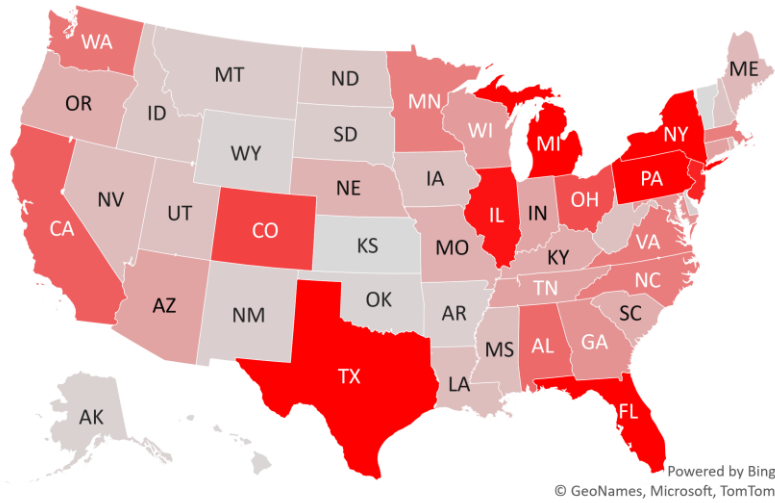 WA
MT
ND
ME
OR
ID
MN
SD
WI
MI
NY
WY
IA
PA
NE
NV
UT
CO
IL
IN
OH
CA
KS
MO
VA
KY
NC
AZ
NM
OK
AR
TN
SC
MS
AL
GA
TX
LA
AK
FL
Powered by Bing
© GeoNames, Microsoft, TomTom